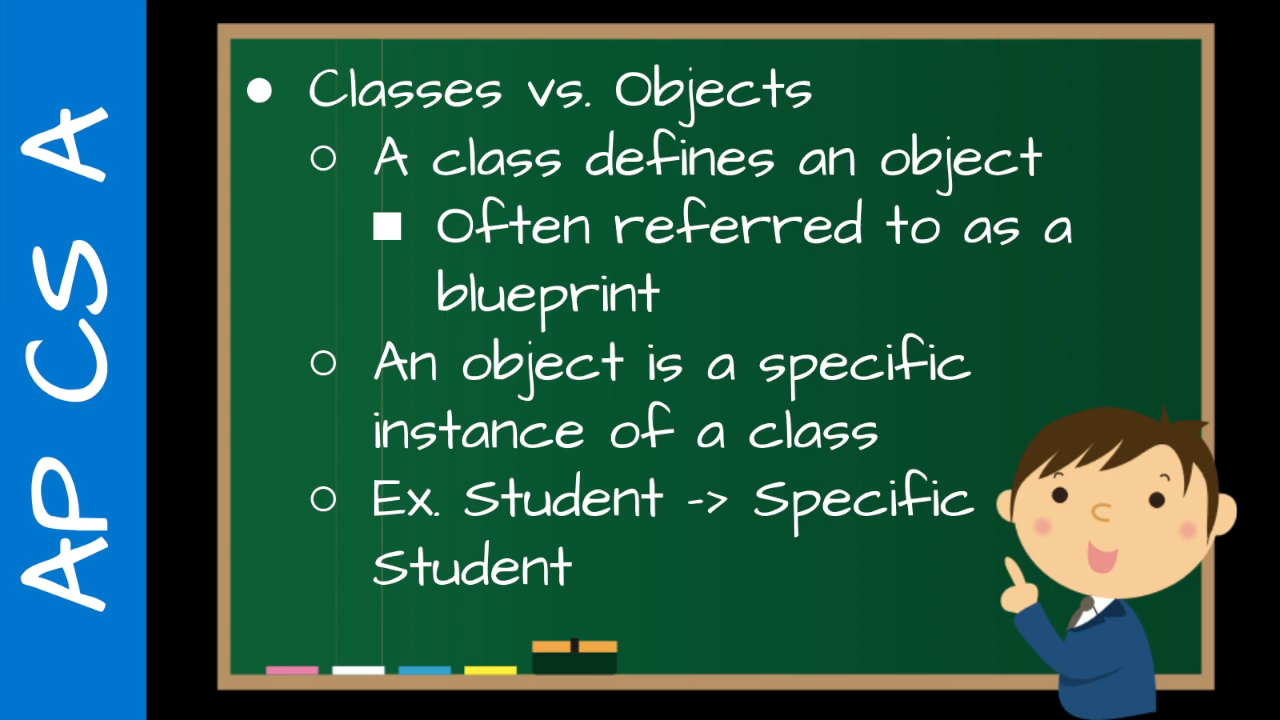 AP CS A
● Classes vs. Objects
○ A class defines an object
■ Often referred to as a
blueprint
○ An object is a specific
instance of a class
○ Ex. Student -> Specific
Student